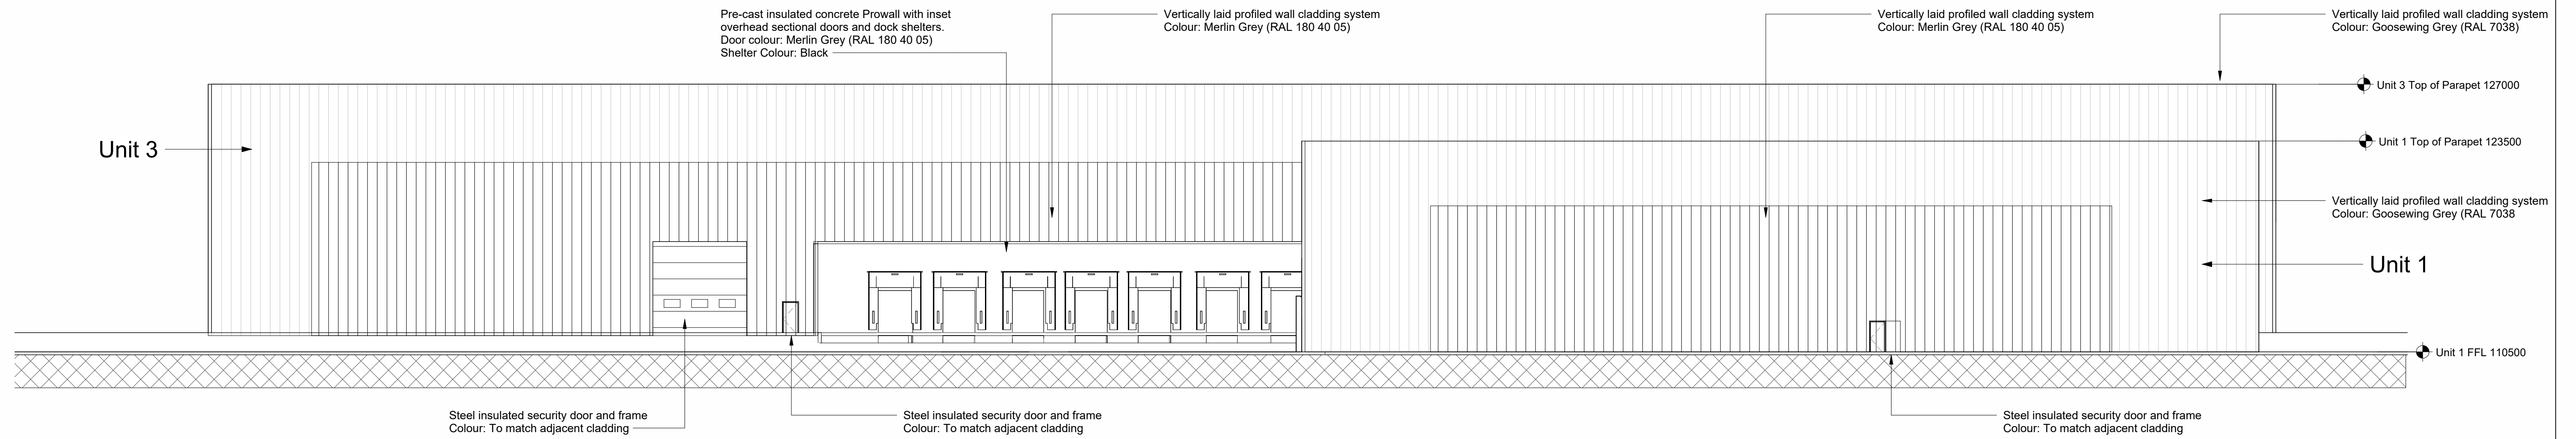 Pre-cast insulated concrete Prowall with inset
overhead sectional doors and dock shelters.
Door colour: Merlin Grey (RAL 180 40 05)
Shelter Colour: Black
Vertically laid profiled wall cladding system
Colour: Merlin Grey (RAL 180 40 05)
Vertically laid profiled wall cladding system
Colour: Merlin Grey (RAL 180 40 05)
Vertically laid profiled wall cladding system
Colour: Goosewing Grey (RAL 7038)
Unit 3 Top of Parapet 127000
Unit 1 Top of Parapet 123500
Unit 3
Vertically laid profiled wall cladding system
Colour: Goosewing Grey (RAL 7038
Unit 1
Unit 1 FFL 110500
Steel insulated security door and frame
Colour: To match adjacent cladding
Steel insulated security door and frame
Colour: To match adjacent cladding
Steel insulated security door and frame
Colour: To match adjacent cladding